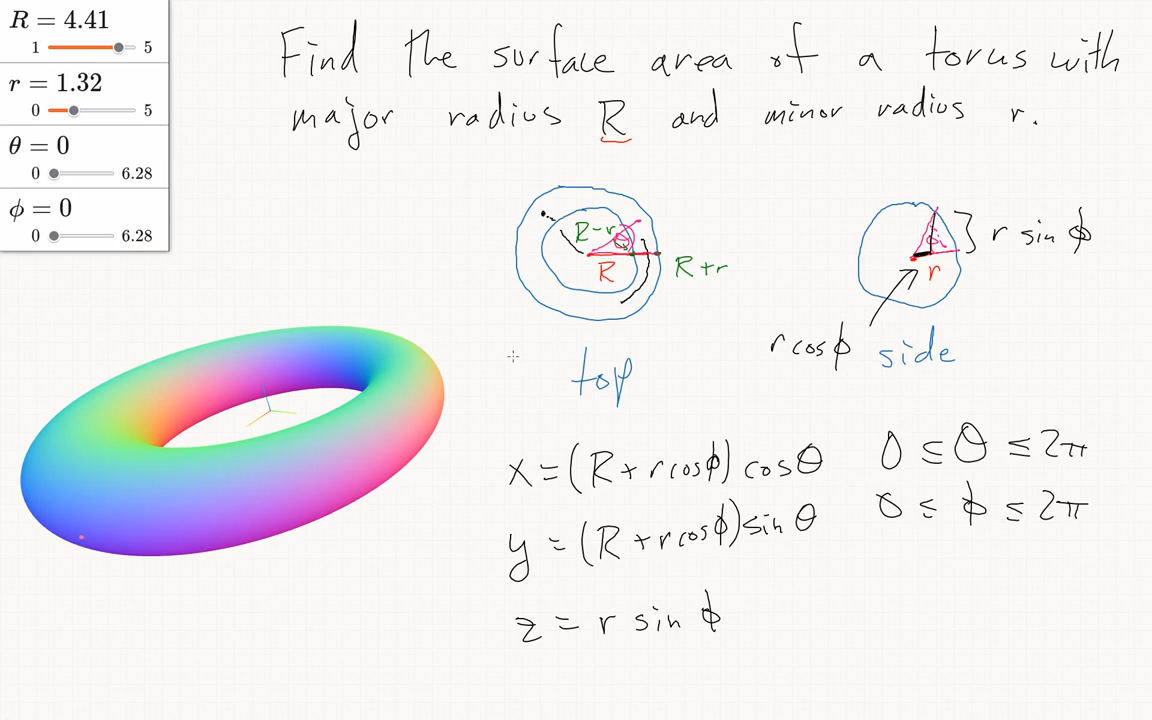 R = 4.41
1 5
r = 1.32
0 5
θ = 0
0 6.28
ϕ = 0
0 6.28
Find the surface area of a torus with
major radius R and minor radius r.
R-r θ
R
R+r
top
ϕ
r
r sin ϕ
r cos ϕ
side
x = (R + r cos ϕ) cos θ
y = (R + r cos ϕ) sin θ
z = r sin ϕ
0 ≤ θ ≤ 2π
0 ≤ ϕ ≤ 2π